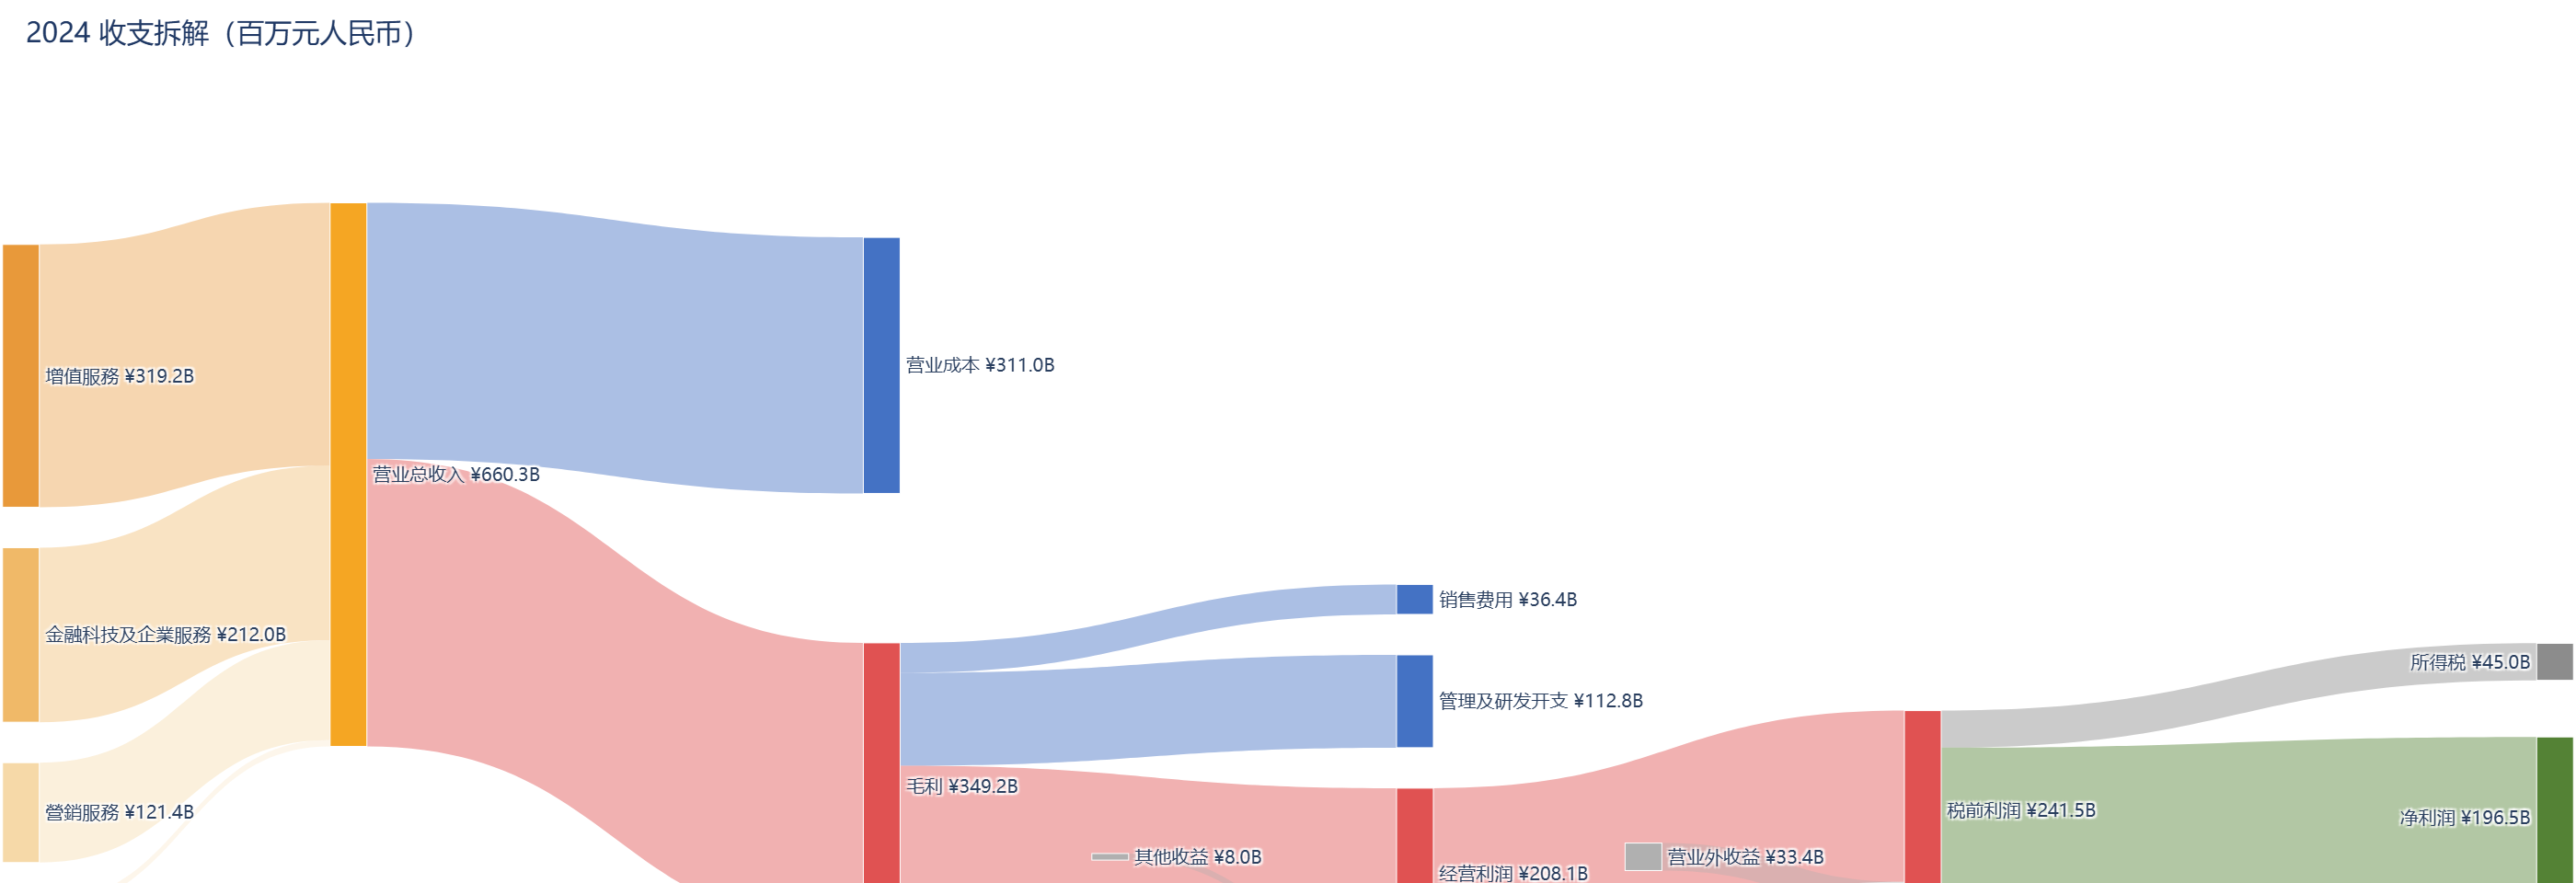 2024 收支拆解（百万元人民币）
增值服務 ¥319.2B
营业成本 ¥311.0B
营业总收入 ¥660.3B
销售费用 ¥36.4B
金融科技及企業服務 ¥212.0B
所得税 ¥45.0B
管理及研发开支 ¥112.8B
毛利 ¥349.2B
營銷服務 ¥121.4B
税前利润 ¥241.5B
净利润 ¥196.5B
其他收益 ¥8.0B
营业外收益 ¥33.4B
经营利润 ¥208.1B